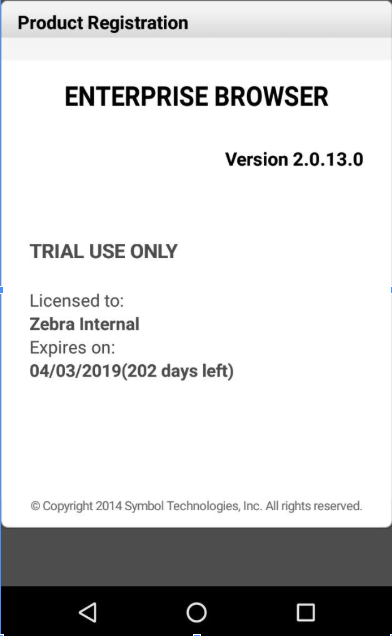 Product Registration
ENTERPRISE BROWSER
Version 2.0.13.0
TRIAL USE ONLY
Licensed to:
Zebra Internal
Expires on:
04/03/2019(202 days left)
© Copyright 2014 Symbol Technologies, Inc. All rights reserved.